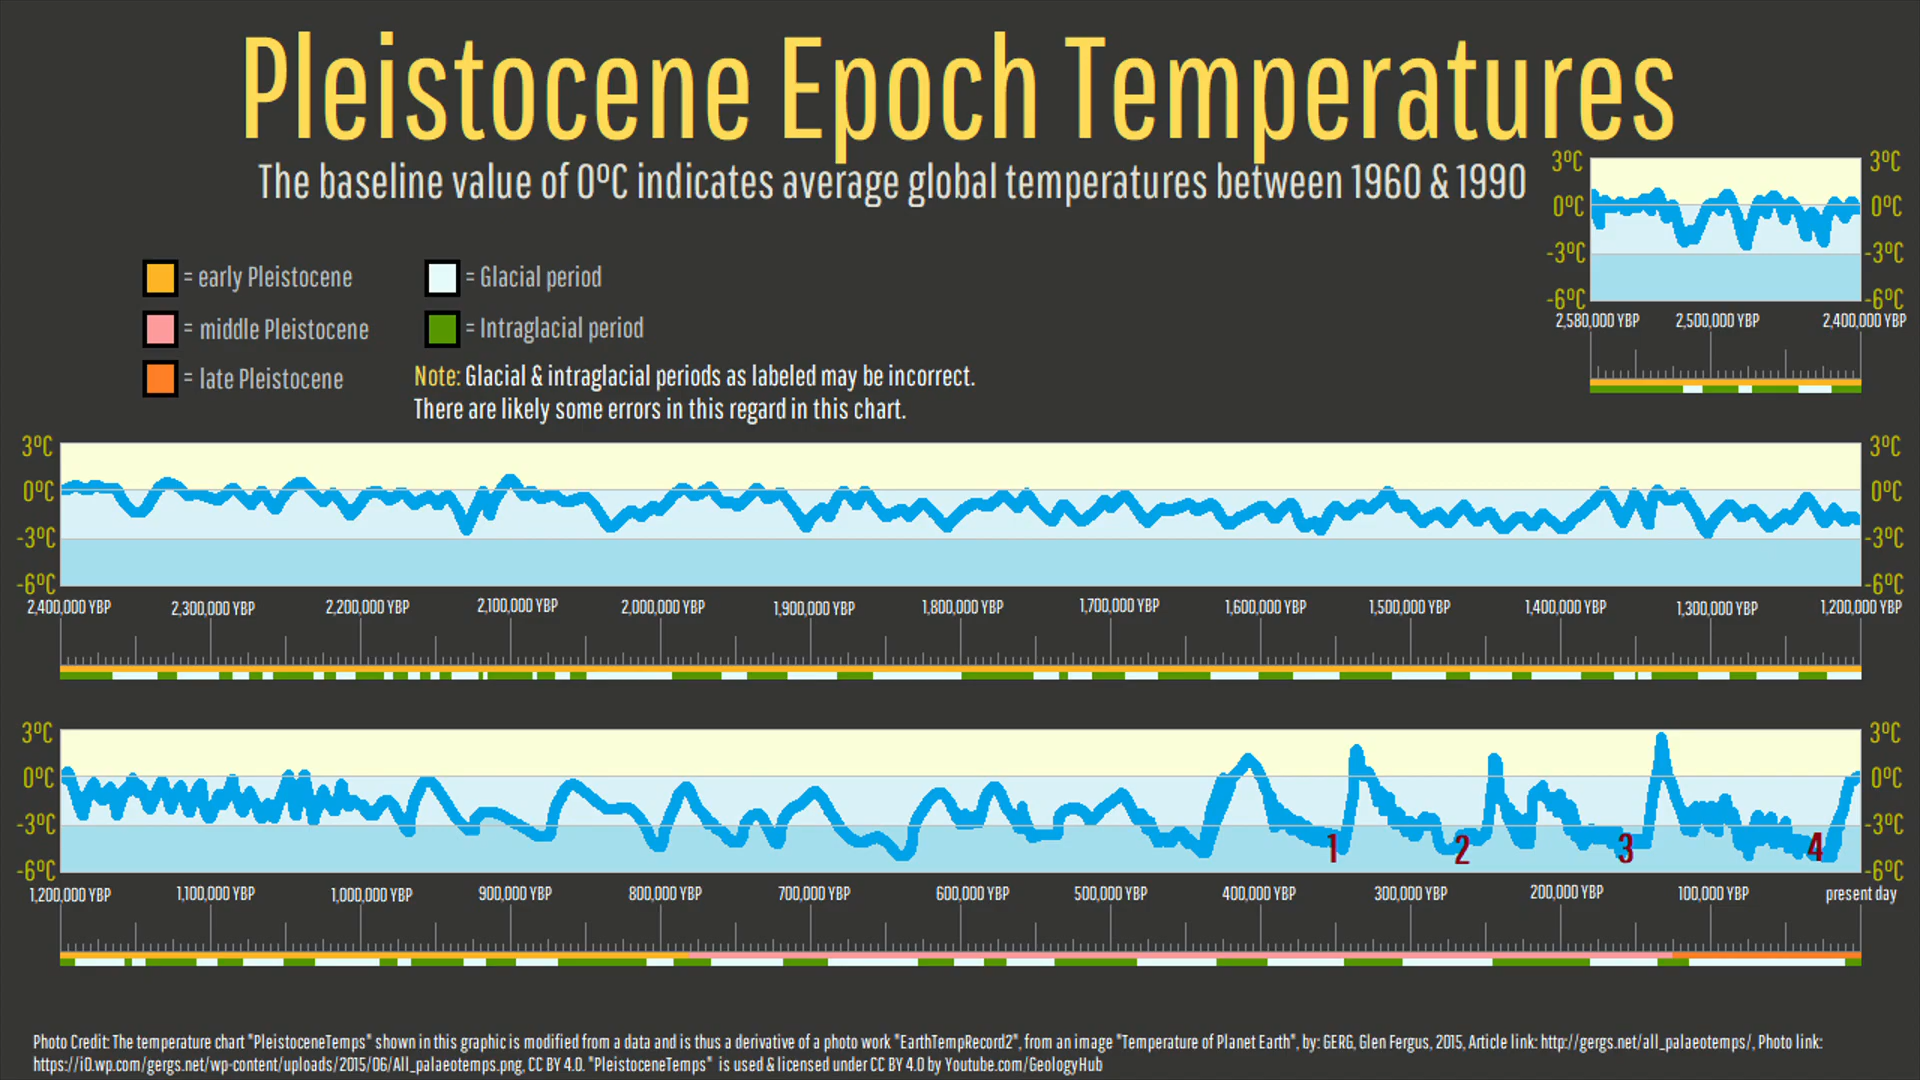 Pleistocene Epoch Temperatures
The baseline value of 0ºC indicates average global temperatures between 1960 & 1990
3ºC 3ºC
0ºC 0ºC
-3ºC -3ºC
-6ºC -6ºC
2,580,000 YBP 2,500,000 YBP 2,400,000 YBP
= early Pleistocene = Glacial period
= middle Pleistocene = Intraglacial period
= late Pleistocene
Note: Glacial & intraglacial periods as labeled may be incorrect.
There are likely some errors in this regard in this chart.
3ºC 3ºC
0ºC 0ºC
-3ºC -3ºC
-6ºC -6ºC
2,400,000 YBP 2,300,000 YBP 2,200,000 YBP 2,100,000 YBP 2,000,000 YBP 1,900,000 YBP 1,800,000 YBP 1,700,000 YBP 1,600,000 YBP 1,500,000 YBP 1,400,000 YBP 1,300,000 YBP 1,200,000 YBP
3ºC 3ºC
0ºC 0ºC
-3ºC -3ºC
1 2 3 4
-6ºC -6ºC
1,200,000 YBP 1,100,000 YBP 1,000,000 YBP 900,000 YBP 800,000 YBP 700,000 YBP 600,000 YBP 500,000 YBP 400,000 YBP 300,000 YBP 200,000 YBP 100,000 YBP present day
Photo Credit: The temperature chart "PleistoceneTemps" shown in this graphic is modified from a data and is thus a derivative of a photo work "EarthTempRecord2", from an image "Temperature of Planet Earth", by: GERG, Glen Fergus, 2015, Article link: http://gergs.net/all_palaeotemps/, Photo link:
https://i0.wp.com/gergs.net/wp-content/uploads/2015/06/All_palaeotemps.png, CC BY 4.0. "PleistoceneTemps" is used & licensed under CC BY 4.0 by Youtube.com/GeologyHub